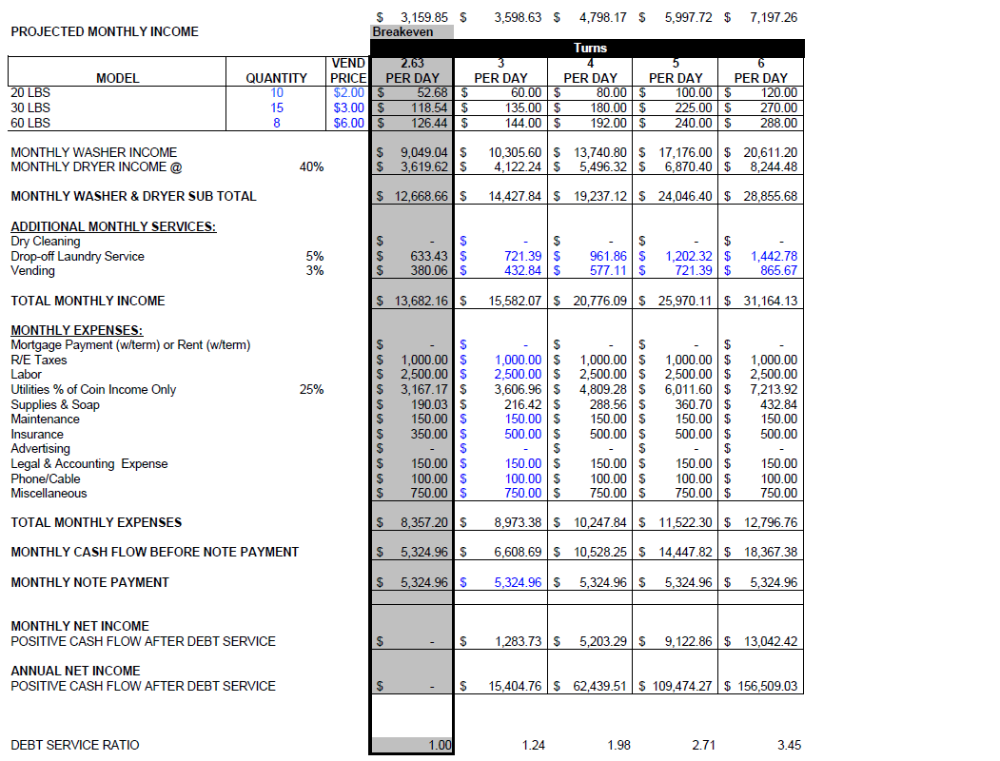 $ 3,159.85 $ 3,598.63 $ 4,798.17 $ 5,997.72 $ 7,197.26
PROJECTED MONTHLY INCOME Breakeven
Turns
VEND 2.63 3 4 5 6
MODEL QUANTITY PRICE PER DAY PER DAY PER DAY PER DAY PER DAY
20 LBS 10 $2.00 $ 52.68 $ 60.00 $ 80.00 $ 100.00 $ 120.00
30 LBS 15 $3.00 $ 118.54 $ 135.00 $ 180.00 $ 225.00 $ 270.00
60 LBS 8 $6.00 $ 126.44 $ 144.00 $ 192.00 $ 240.00 $ 288.00
MONTHLY WASHER INCOME $ 9,049.04 $ 10,305.60 $ 13,740.80 $ 17,176.00 $ 20,611.20
MONTHLY DRYER INCOME @ 40% $ 3,619.62 $ 4,122.24 $ 5,496.32 $ 6,870.40 $ 8,244.48
MONTHLY WASHER & DRYER SUB TOTAL $ 12,668.66 $ 14,427.84 $ 19,237.12 $ 24,046.40 $ 28,855.68
ADDITIONAL MONTHLY SERVICES:
Dry Cleaning $ - $ - $ - $ - $ -
Drop-off Laundry Service 5% $ 633.43 $ 721.39 $ 961.86 $ 1,202.32 $ 1,442.78
Vending 3% $ 380.06 $ 432.84 $ 577.11 $ 721.39 $ 865.67
TOTAL MONTHLY INCOME $ 13,682.16 $ 15,582.07 $ 20,776.09 $ 25,970.11 $ 31,164.13
MONTHLY EXPENSES:
Mortgage Payment (w/term) or Rent (w/term) $ - $ - $ - $ - $ -
R/E Taxes $ 1,000.00 $ 1,000.00 $ 1,000.00 $ 1,000.00 $ 1,000.00
Labor $ 2,500.00 $ 2,500.00 $ 2,500.00 $ 2,500.00 $ 2,500.00
Utilities % of Coin Income Only 25% $ 3,167.17 $ 3,606.96 $ 4,809.28 $ 6,011.60 $ 7,213.92
Supplies & Soap $ 190.03 $ 216.42 $ 288.56 $ 360.70 $ 432.84
Maintenance $ 150.00 $ 150.00 $ 150.00 $ 150.00 $ 150.00
Insurance $ 350.00 $ 500.00 $ 500.00 $ 500.00 $ 500.00
Advertising $ - $ - $ - $ - $ -
Legal & Accounting Expense $ 150.00 $ 150.00 $ 150.00 $ 150.00 $ 150.00
Phone/Cable $ 100.00 $ 100.00 $ 100.00 $ 100.00 $ 100.00
Miscellaneous $ 750.00 $ 750.00 $ 750.00 $ 750.00 $ 750.00
TOTAL MONTHLY EXPENSES $ 8,357.20 $ 8,973.38 $ 10,247.84 $ 11,522.30 $ 12,796.76
MONTHLY CASH FLOW BEFORE NOTE PAYMENT $ 5,324.96 $ 6,608.69 $ 10,528.25 $ 14,447.82 $ 18,367.38
MONTHLY NOTE PAYMENT $ 5,324.96 $ 5,324.96 $ 5,324.96 $ 5,324.96 $ 5,324.96
MONTHLY NET INCOME
POSITIVE CASH FLOW AFTER DEBT SERVICE $ - $ 1,283.73 $ 5,203.29 $ 9,122.86 $ 13,042.42
ANNUAL NET INCOME
POSITIVE CASH FLOW AFTER DEBT SERVICE $ - $ 15,404.76 $ 62,439.51 $ 109,474.27 $ 156,509.03
DEBT SERVICE RATIO 1.00 1.24 1.98 2.71 3.45